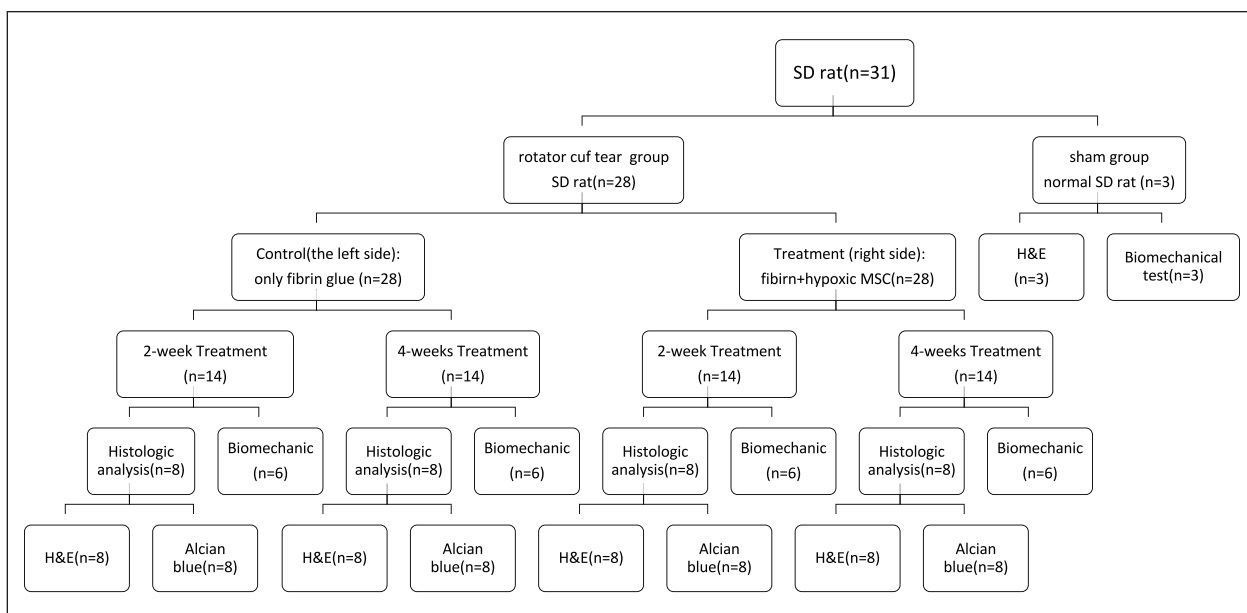 SD rat(n=31)
rotator cuf tear group
SD rat(n=28)
sham group
normal SD rat (n=3)
Control(the left side):
only fibrin glue (n=28)
Treatment (right side):
fibirn+hypoxic MSC(n=28)
H&E
(n=3)
Biomechanical
test(n=3)
2-week Treatment
(n=14)
4-weeks Treatment
(n=14)
2-week Treatment
(n=14)
4-weeks Treatment
(n=14)
Histologic
analysis(n=8)
Biomechanic
(n=6)
Histologic
analysis(n=8)
Biomechanic
(n=6)
Histologic
analysis(n=8)
Biomechanic
(n=6)
Histologic
analysis(n=8)
Biomechanic
(n=6)
H&E(n=8)
Alcian
blue(n=8)
H&E(n=8)
Alcian
blue(n=8)
H&E(n=8)
Alcian
blue(n=8)
H&E(n=8)
Alcian
blue(n=8)